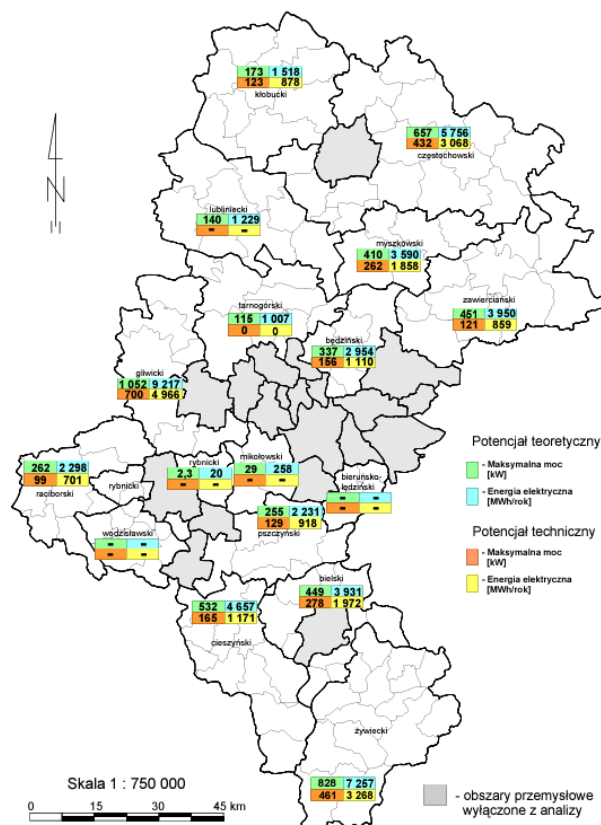 173 1 518
123 878
kłobucki
657 5 756
432 3 068
częstochowski
N
lubliniecki
140 1 229
- -
myszkowski
410 3 590
262 1 858
tarnogórski
115 1 007
0 0
zawierciański
451 3 950
121 859
będziński
337 2 954
156 1 110
gliwicki
1 052 9 217
700 4 966
Potencjał teoretyczny
- Maksymalna moc
[kW]
- Energia elektryczna
[MWh/rok]
Potencjał techniczny
- Maksymalna moc
[kW]
- Energia elektryczna
[MWh/rok]
262 2 298
99 701
raciborski
rybnicki
rybnicki
2,3 20
- -
mikołowski
29 258
- -
bieruńsko-
lędziński
- -
- -
255 2 231
129 918
pszczyński
wodzisławski
- -
- -
bielski
449 3 931
278 1 972
532 4 657
165 1 171
cieszyński
żywiecki
828 7 257
461 3 268
Skala 1 : 750 000
0 15 30 45 km
- obszary przemysłowe
wyłączone z analizy